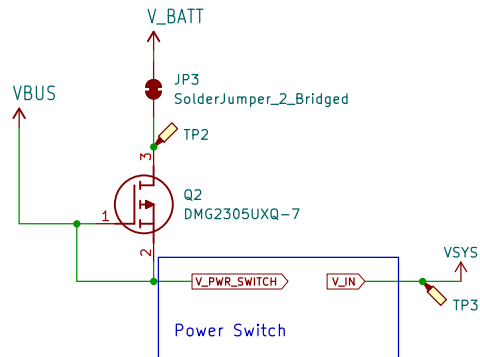 V_BATT
JP3
SolderJumper_2_Bridged
VBUS
TP2
3
Q2
DMG2305UXQ-7
1
2
VSYS
V_PWR_SWITCH
V_IN
TP3
Power Switch